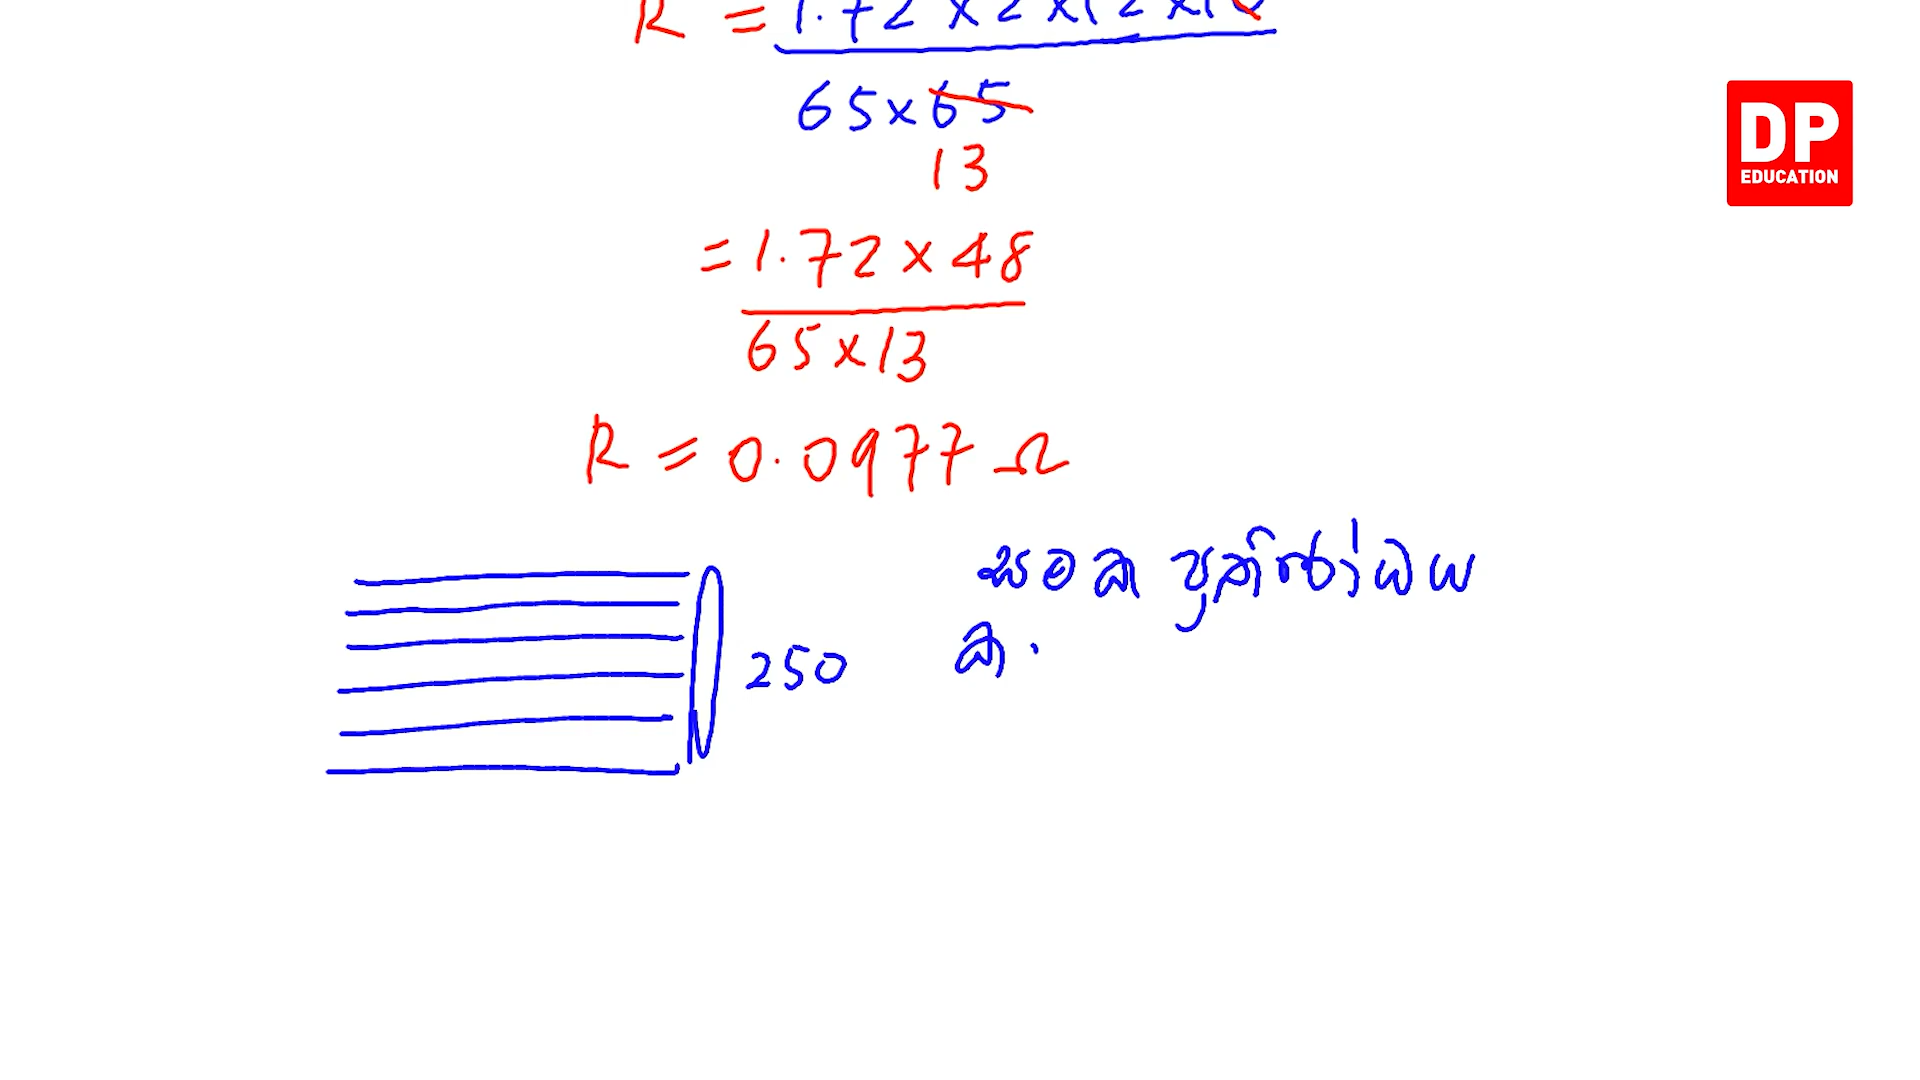 R = 1.72 x 2 x 12 x 10
65 x 65
13
= 1.72 x 48
65 x 13
R = 0.0977 Ω
සමක ප්‍රතිරෝධය
250
DP
EDUCATION